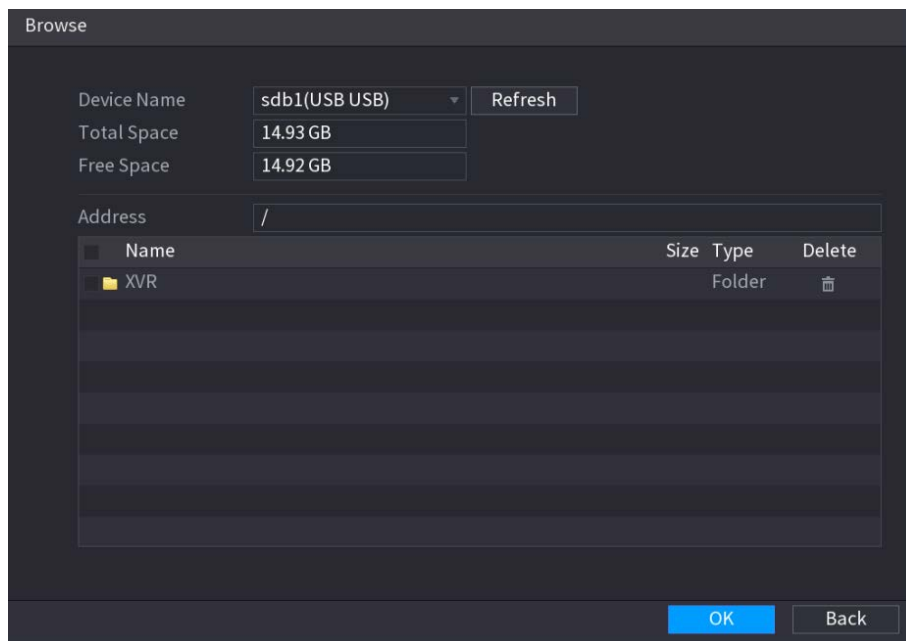 Browse
Device Name sdb1(USB USB) Refresh
Total Space 14.93 GB
Free Space 14.92 GB
Address /
Name Size Type Delete
XVR Folder
OK Back